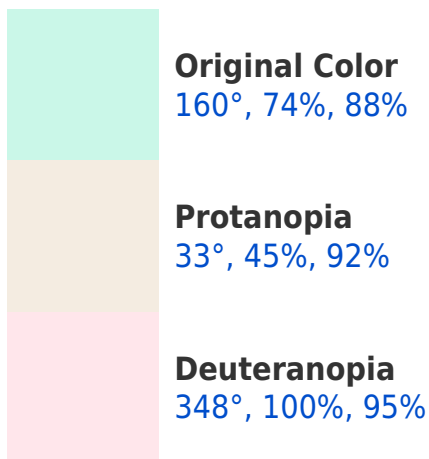 Original Color
160°, 74%, 88%
Protanopia
33°, 45%, 92%
Deuteranopia
348°, 100%, 95%